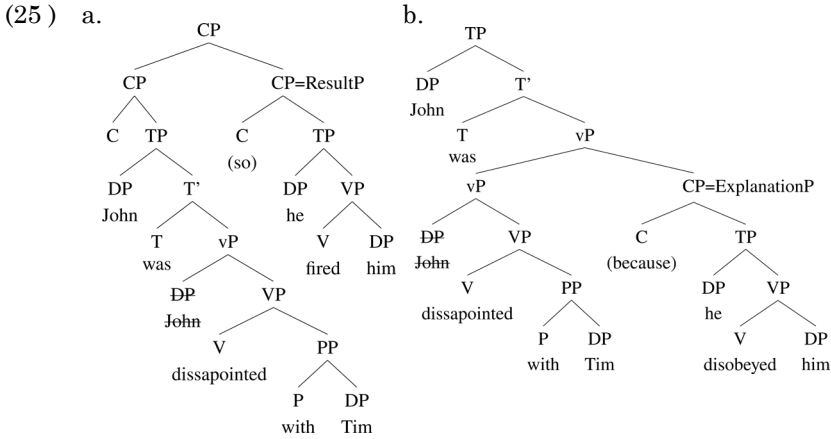 (25 ) a. b.
CP TP
CP CP=ResultP DP T’
John
C TP C TP T vP
(so) was
DP T’ DP VP vP CP=ExplanationP
John he
T vP V DP DP VP C TP
was fired him John (because)
DP VP V PP DP VP
John dissapointed he
V PP P DP V DP
dissapointed with Tim disobeyed him
P DP
with Tim